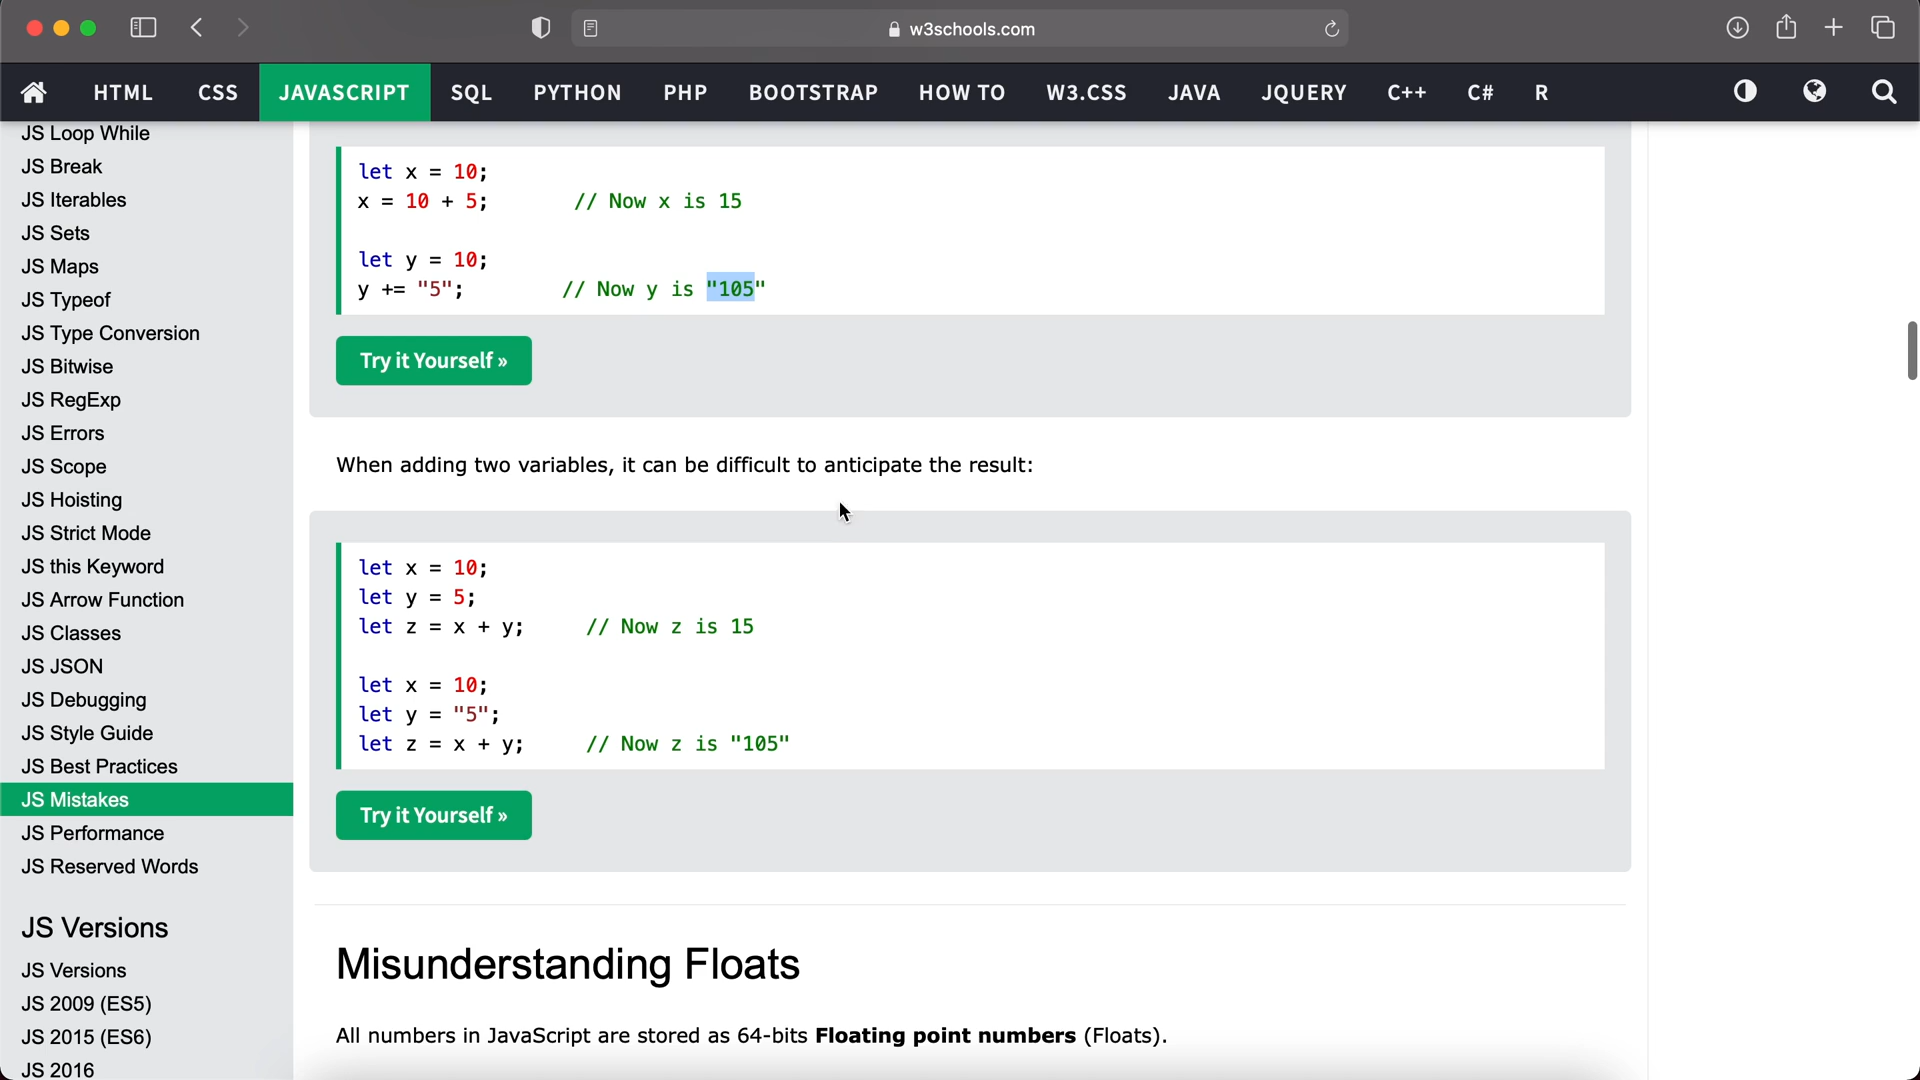 w3schools.com
HTML CSS JAVASCRIPT SQL PYTHON PHP BOOTSTRAP HOW TO W3.CSS JAVA JQUERY C++ C# R
JS Loop While
JS Break
JS Iterables
JS Sets
JS Maps
JS Typeof
JS Type Conversion
JS Bitwise
JS RegExp
JS Errors
JS Scope
JS Hoisting
JS Strict Mode
JS this Keyword
JS Arrow Function
JS Classes
JS JSON
JS Debugging
JS Style Guide
JS Best Practices
JS Mistakes
JS Performance
JS Reserved Words
JS Versions
JS Versions
JS 2009 (ES5)
JS 2015 (ES6)
JS 2016
let x = 10;
x = 10 + 5; // Now x is 15
let y = 10;
y += "5"; // Now y is "105"
Try it Yourself »
When adding two variables, it can be difficult to anticipate the result:
let x = 10;
let y = 5;
let z = x + y; // Now z is 15
let x = 10;
let y = "5";
let z = x + y; // Now z is "105"
Try it Yourself »
Misunderstanding Floats
All numbers in JavaScript are stored as 64-bits Floating point numbers (Floats).